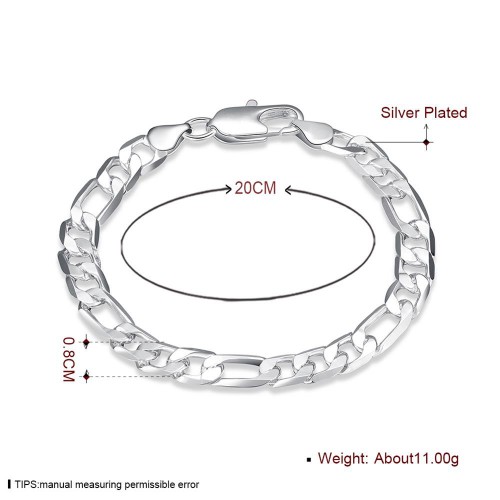 Silver Plated
20CM
0.8CM
Weight: About11.00g
TIPS:manual measuring permissible error